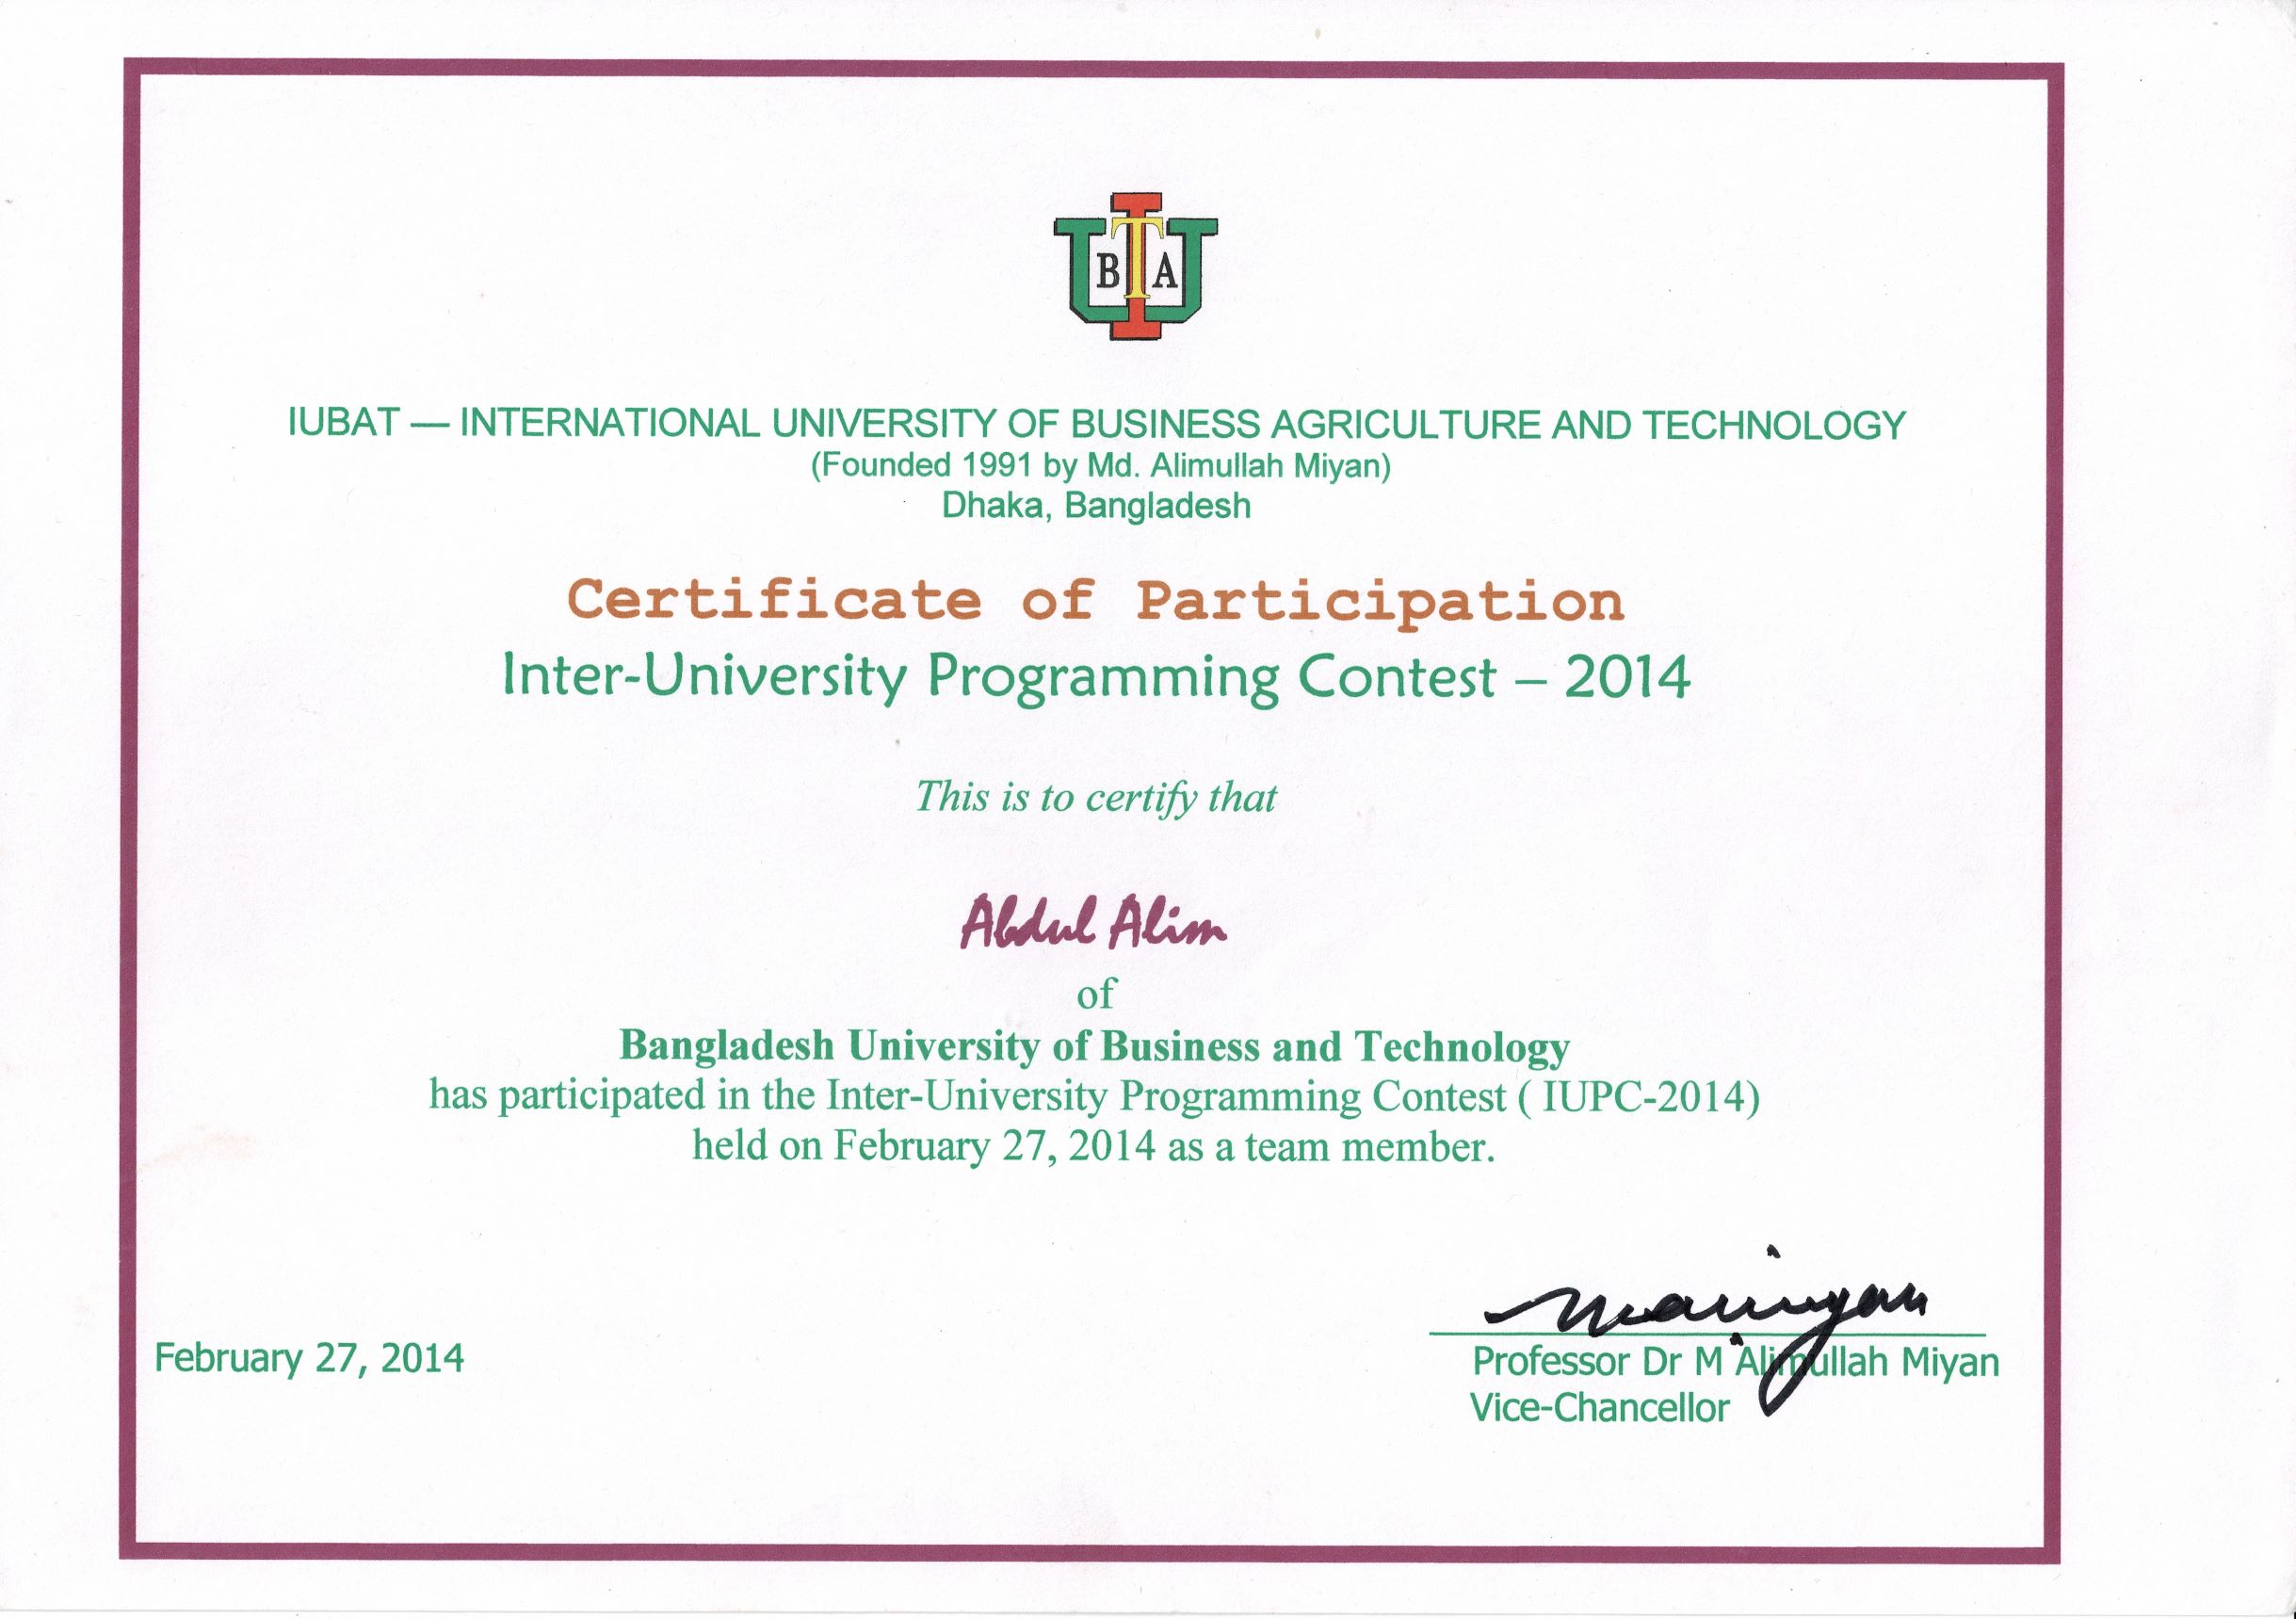 IUBAT
IUBAT — INTERNATIONAL UNIVERSITY OF BUSINESS AGRICULTURE AND TECHNOLOGY
(Founded 1991 by Md. Alimullah Miyan)
Dhaka, Bangladesh
Certificate of Participation
Inter-University Programming Contest – 2014
This is to certify that
Abdul Alim
of
Bangladesh University of Business and Technology
has participated in the Inter-University Programming Contest ( IUPC-2014)
held on February 27, 2014 as a team member.
February 27, 2014
Professor Dr M Alimullah Miyan
Vice-Chancellor